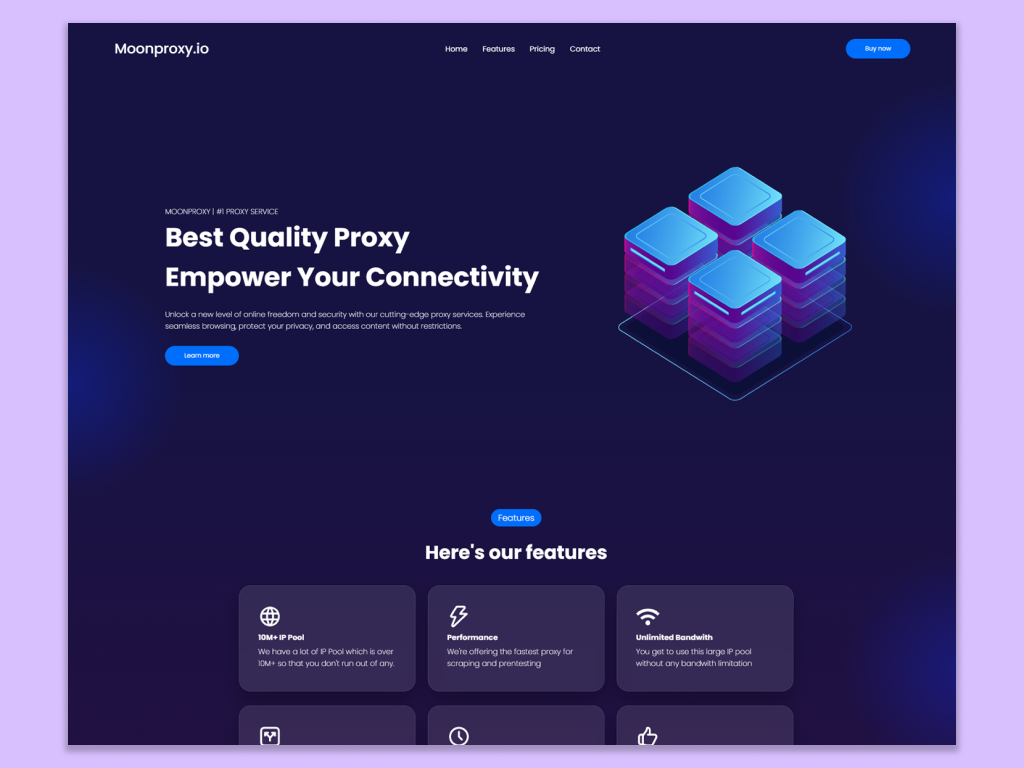 Moonproxy.io
Home Features Pricing Contact
Buy now
MOONPROXY | #1 PROXY SERVICE
Best Quality Proxy
Empower Your Connectivity
Unlock a new level of online freedom and security with our cutting-edge proxy services. Experience
seamless browsing, protect your privacy, and access content without restrictions.
Learn more
Features
Here's our features
10M+ IP Pool
We have a lot of IP Pool which is over
10M+ so that you don't run out of any.
Performance
We're offering the fastest proxy for
scraping and prentesting
Unlimited Bandwith
You get to use this large IP pool
without any bandwith limitation